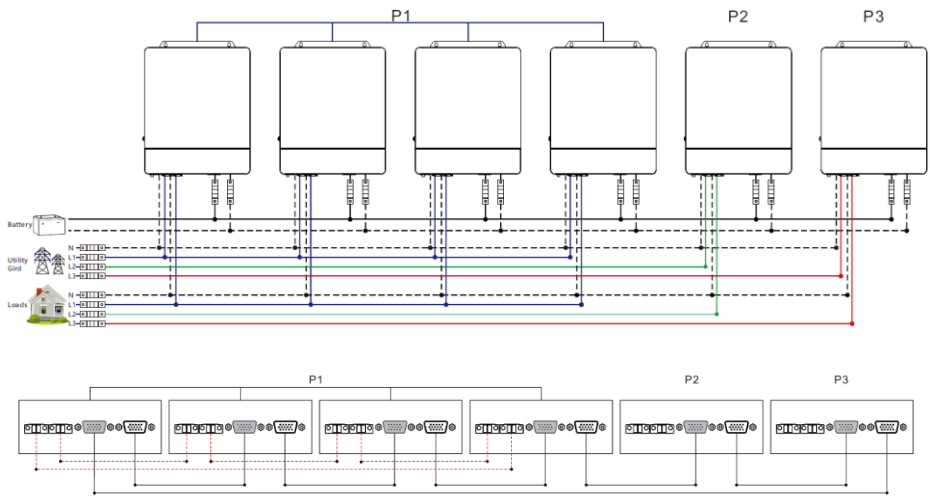 P1 P2 P3
Battery
N
Utility L1
Gird L2
L3
N
Loads L1
L2
L3
P1 P2 P3